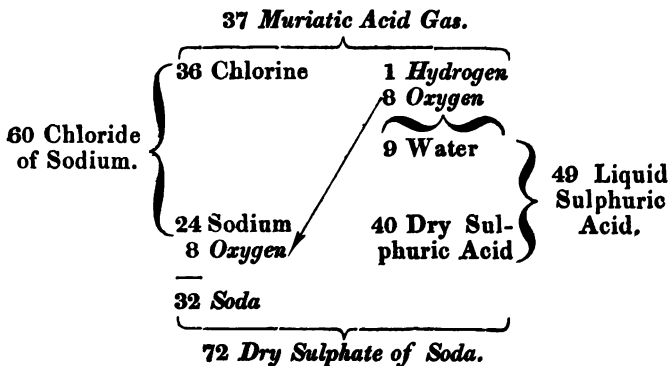 37 Muriatic Acid Gas.
36 Chlorine
1 Hydrogen
8 Oxygen
60 Chloride
of Sodium.
9 Water
49 Liquid
Sulphuric
Acid.
24 Sodium
8 Oxygen
40 Dry Sul-
phuric Acid
32 Soda
72 Dry Sulphate of Soda.